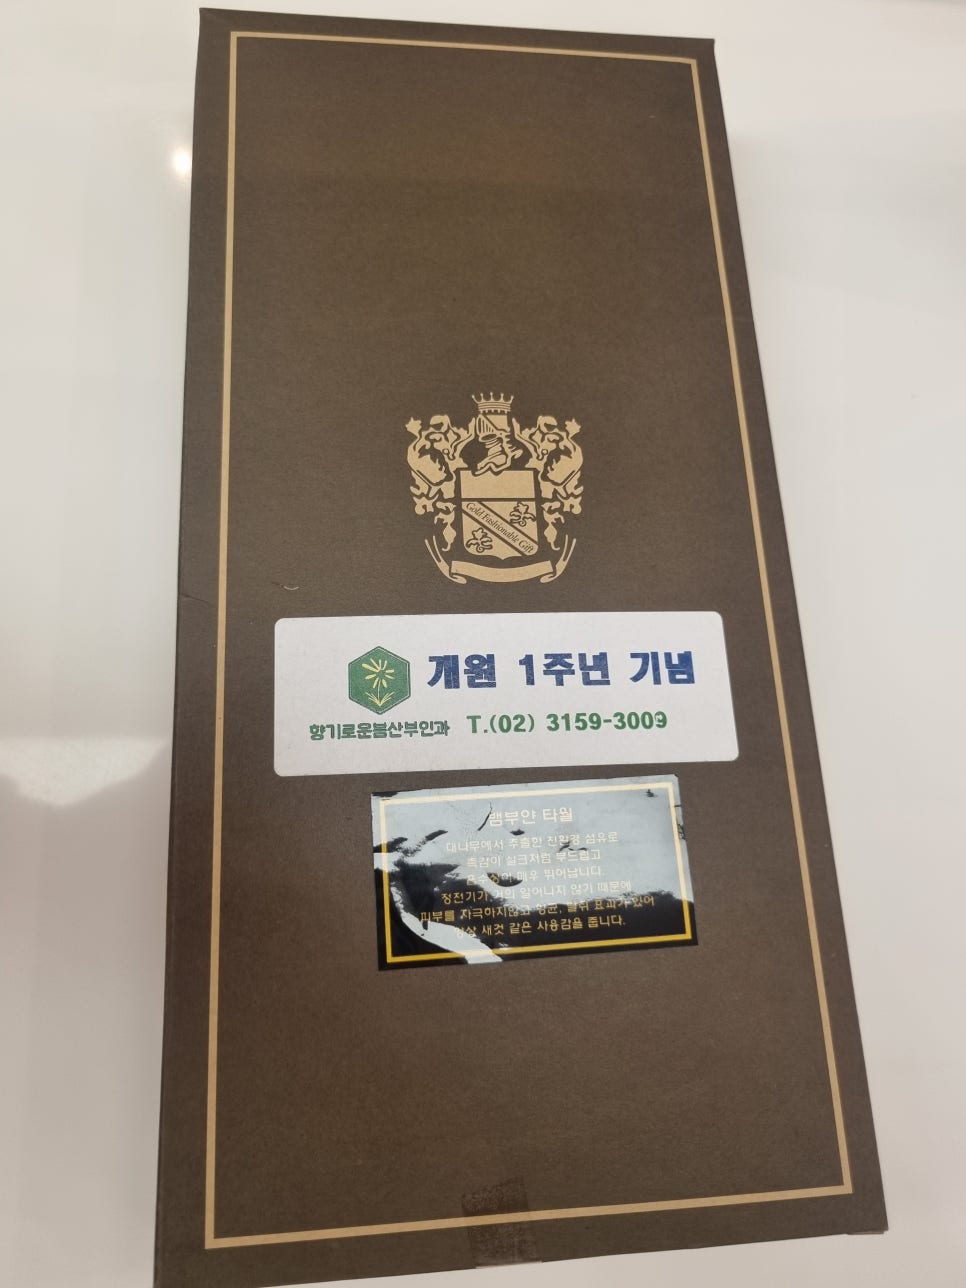 Gold Fashionable Gift
개원 1주년 기념
향기로운봄산부인과 T.(02) 3159-3009
뱀부얀 타월
대나무에서 추출한 친환경 섬유로
촉감이 실크처럼 부드럽고
흡수성이 매우 뛰어납니다.
정전기가 거의 일어나지 않기 때문에
피부를 자극하지않고 항균, 탈취 효과가 있어
항상 새것 같은 사용감을 줍니다.